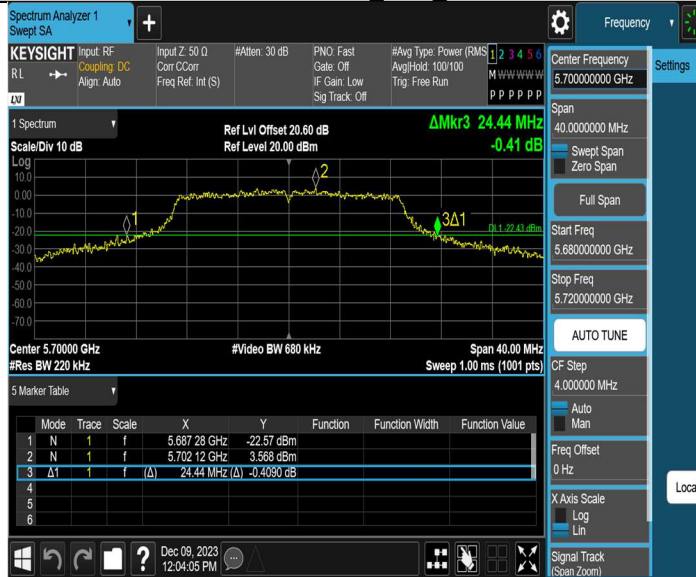 Spectrum Analyzer 1
Swept SA
+
Frequency
KEYSIGHT
RL
LXI
Input: RF
Coupling: DC
Align: Auto
Input Z: 50 Ω
Corr CCorr
Freq Ref: Int (S)
#Atten: 30 dB
PNO: Fast
Gate: Off
IF Gain: Low
Sig Track: Off
#Avg Type: Power (RMS
Avg|Hold: 100/100
Trig: Free Run
1 2 3 4 5 6
M W W W W W
P P P P P P
1 Spectrum
Scale/Div 10 dB
Ref Lvl Offset 20.60 dB
Ref Level 20.00 dBm
ΔMkr3 24.44 MHz
-0.41 dB
Log
10.0
0.00
-10.0
-20.0
-30.0
-40.0
-50.0
-60.0
-70.0
1
2
3Δ1
DL1 -22.43 dBm
Center 5.70000 GHz
#Video BW 680 kHz
Span 40.00 MHz
#Res BW 220 kHz
Sweep 1.00 ms (1001 pts)
5 Marker Table
Mode Trace Scale X Y Function Function Width Function Value
1 N 1 f 5.687 28 GHz -22.57 dBm
2 N 1 f 5.702 12 GHz 3.568 dBm
3 Δ1 1 f (Δ) 24.44 MHz (Δ) -0.4090 dB
4
5
6
?
Dec 09, 2023
12:04:05 PM
Center Frequency
5.700000000 GHz
Span
40.0000000 MHz
Swept Span
Zero Span
Full Span
Start Freq
5.680000000 GHz
Stop Freq
5.720000000 GHz
AUTO TUNE
CF Step
4.000000 MHz
Auto
Man
Freq Offset
0 Hz
X Axis Scale
Log
Lin
Signal Track
(Span Zoom)
Settings
Loca